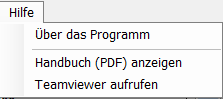 Hilfe
Über das Programm
Handbuch (PDF) anzeigen
Teamviewer aufrufen